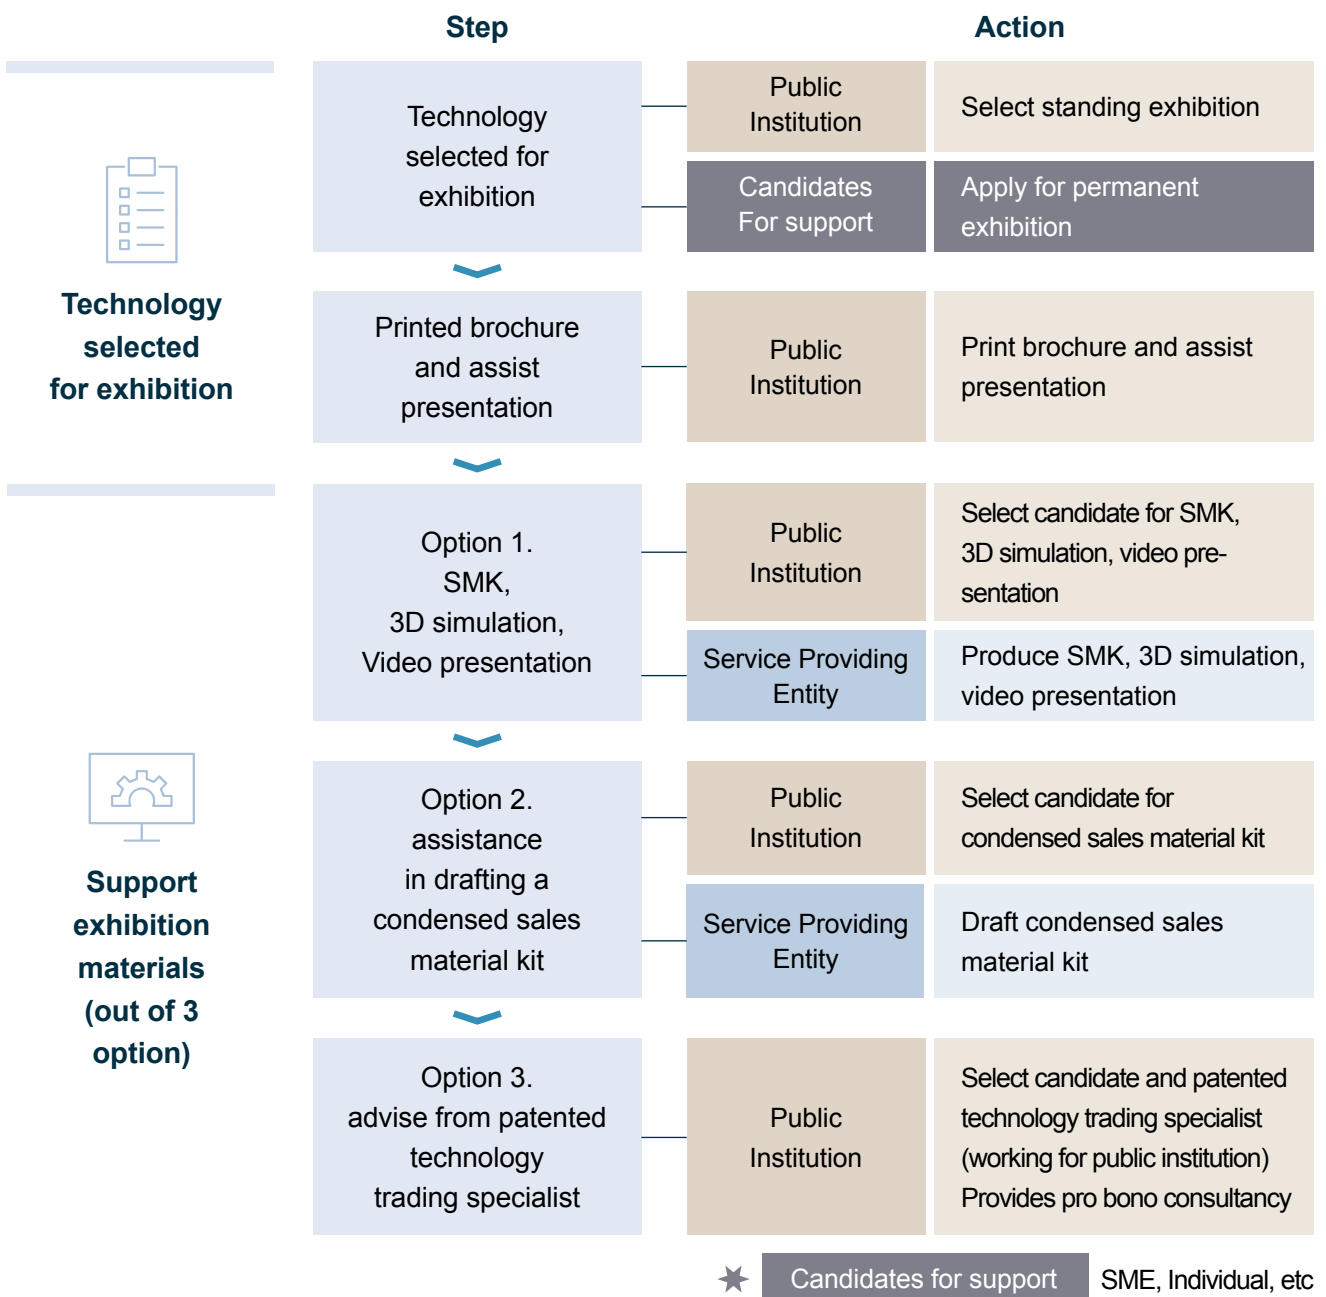 Step
Action
Technology
selected
for exhibition
Technology
selected for
exhibition
Public
Institution
Select standing exhibition
Candidates
For support
Apply for permanent
exhibition
Printed brochure
and assist
presentation
Public
Institution
Print brochure and assist
presentation
Support
exhibition
materials
(out of 3
option)
Option 1.
SMK,
3D simulation,
Video presentation
Public
Institution
Select candidate for SMK,
3D simulation, video pre-
sentation
Service Providing
Entity
Produce SMK, 3D simulation,
video presentation
Option 2.
assistance
in drafting a
condensed sales
material kit
Public
Institution
Select candidate for
condensed sales material kit
Service Providing
Entity
Draft condensed sales
material kit
Option 3.
advise from patented
technology
trading specialist
Public
Institution
Select candidate and patented
technology trading specialist
(working for public institution)
Provides pro bono consultancy
Candidates for support
SME, Individual, etc